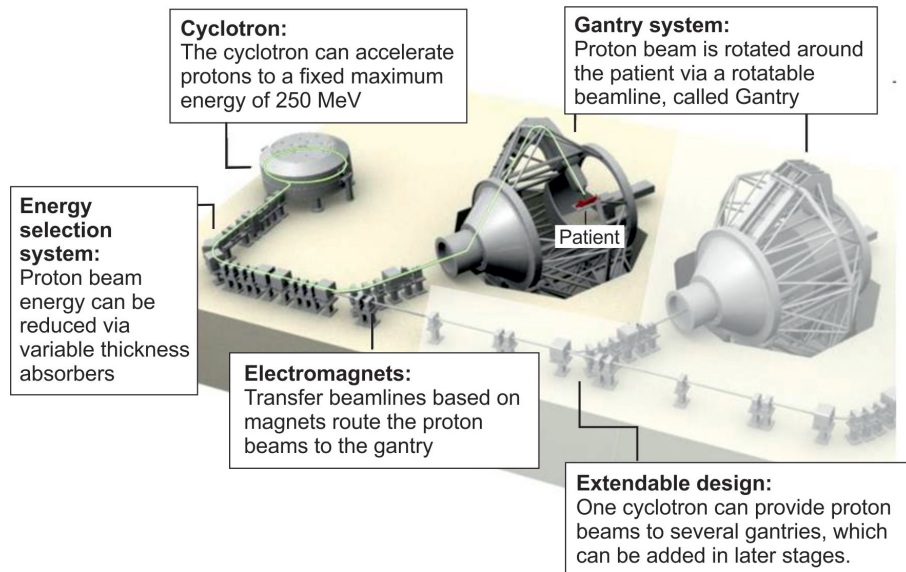 Cyclotron:
The cyclotron can accelerate
protons to a fixed maximum
energy of 250 MeV
Gantry system:
Proton beam is rotated around
the patient via a rotatable
beamline, called Gantry
Energy
selection
system:
Proton beam
energy can be
reduced via
variable thickness
absorbers
Patient
Electromagnets:
Transfer beamlines based on
magnets route the proton
beams to the gantry
Extendable design:
One cyclotron can provide proton
beams to several gantries, which
can be added in later stages.